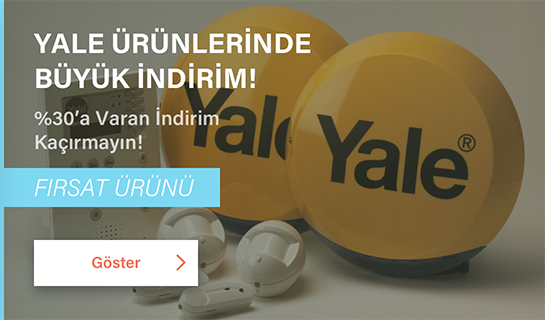 YALE ÜRÜNLERİNDE
BÜYÜK İNDİRİM!
%30’a Varan İndirim
Kaçırmayın!
FIRSAT ÜRÜNÜ
Göster
Yale
Yale®